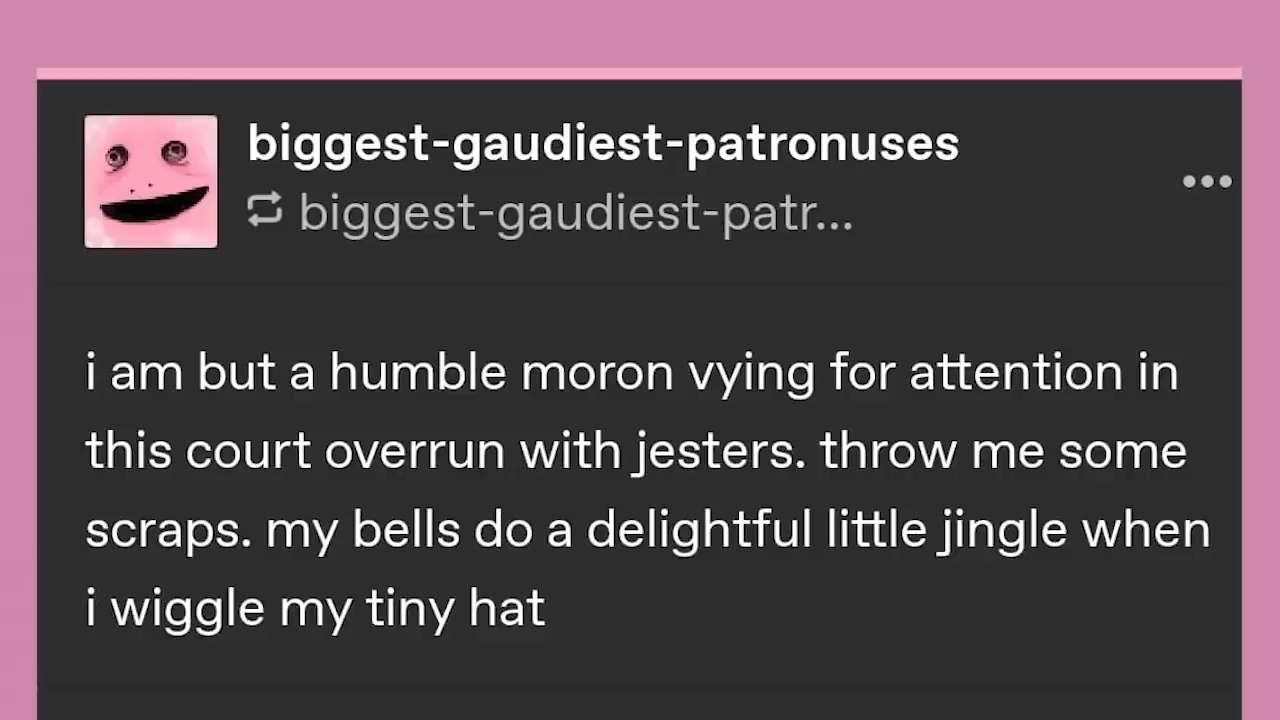 biggest-gaudiest-patronuses
biggest-gaudiest-patr...
i am but a humble moron vying for attention in
this court overrun with jesters. throw me some
scraps. my bells do a delightful little jingle when
i wiggle my tiny hat